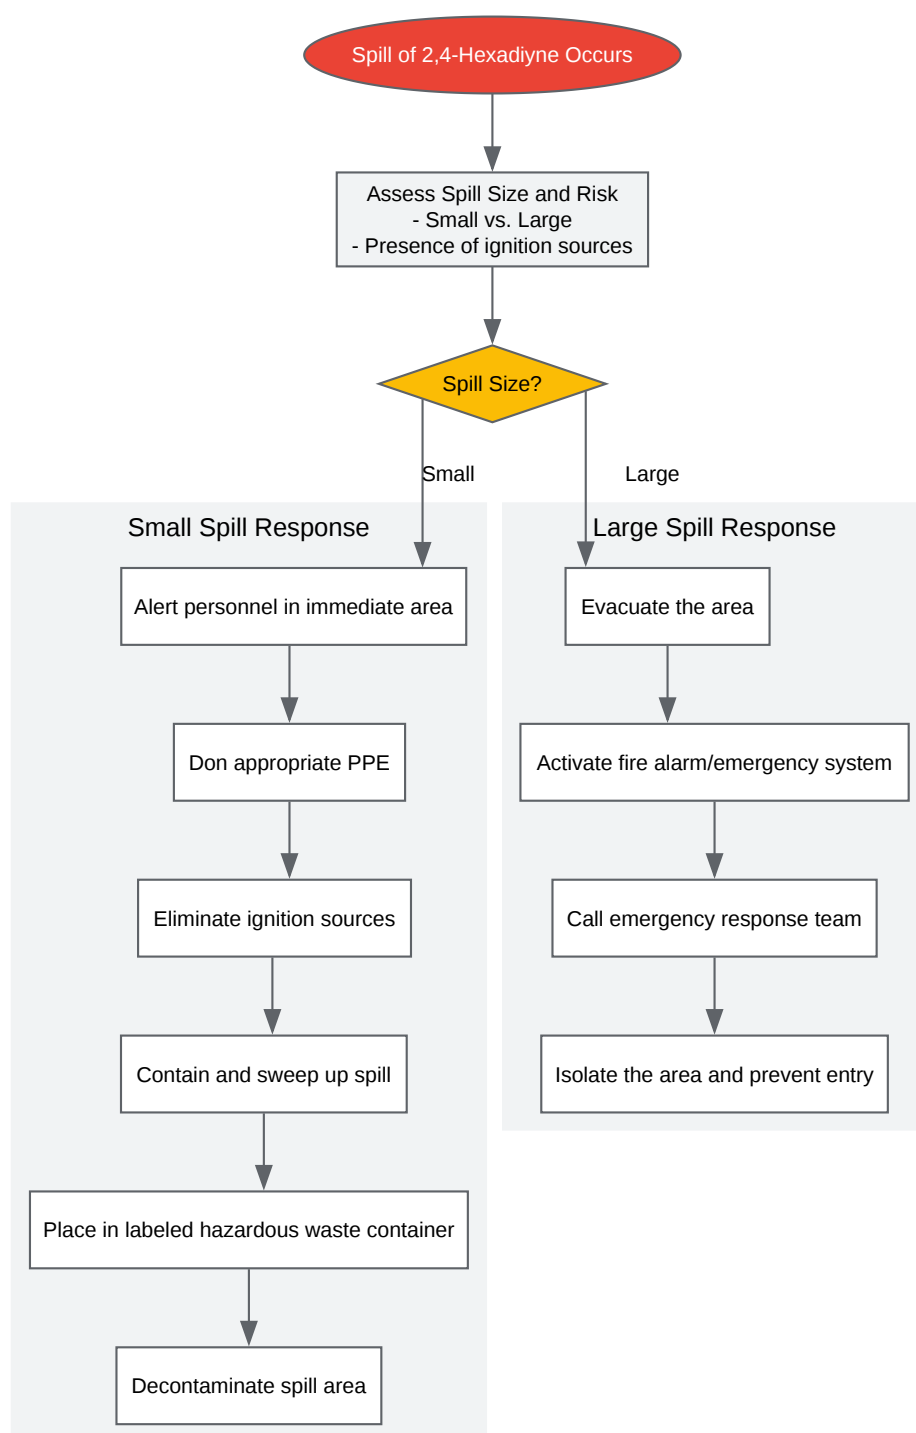 Spill of 2,4-Hexadiyne Occurs
Assess Spill Size and Risk
- Small vs. Large
- Presence of ignition sources
Spill Size?
Small
Large
Small Spill Response
Alert personnel in immediate area
Don appropriate PPE
Eliminate ignition sources
Contain and sweep up spill
Place in labeled hazardous waste container
Decontaminate spill area
Large Spill Response
Evacuate the area
Activate fire alarm/emergency system
Call emergency response team
Isolate the area and prevent entry